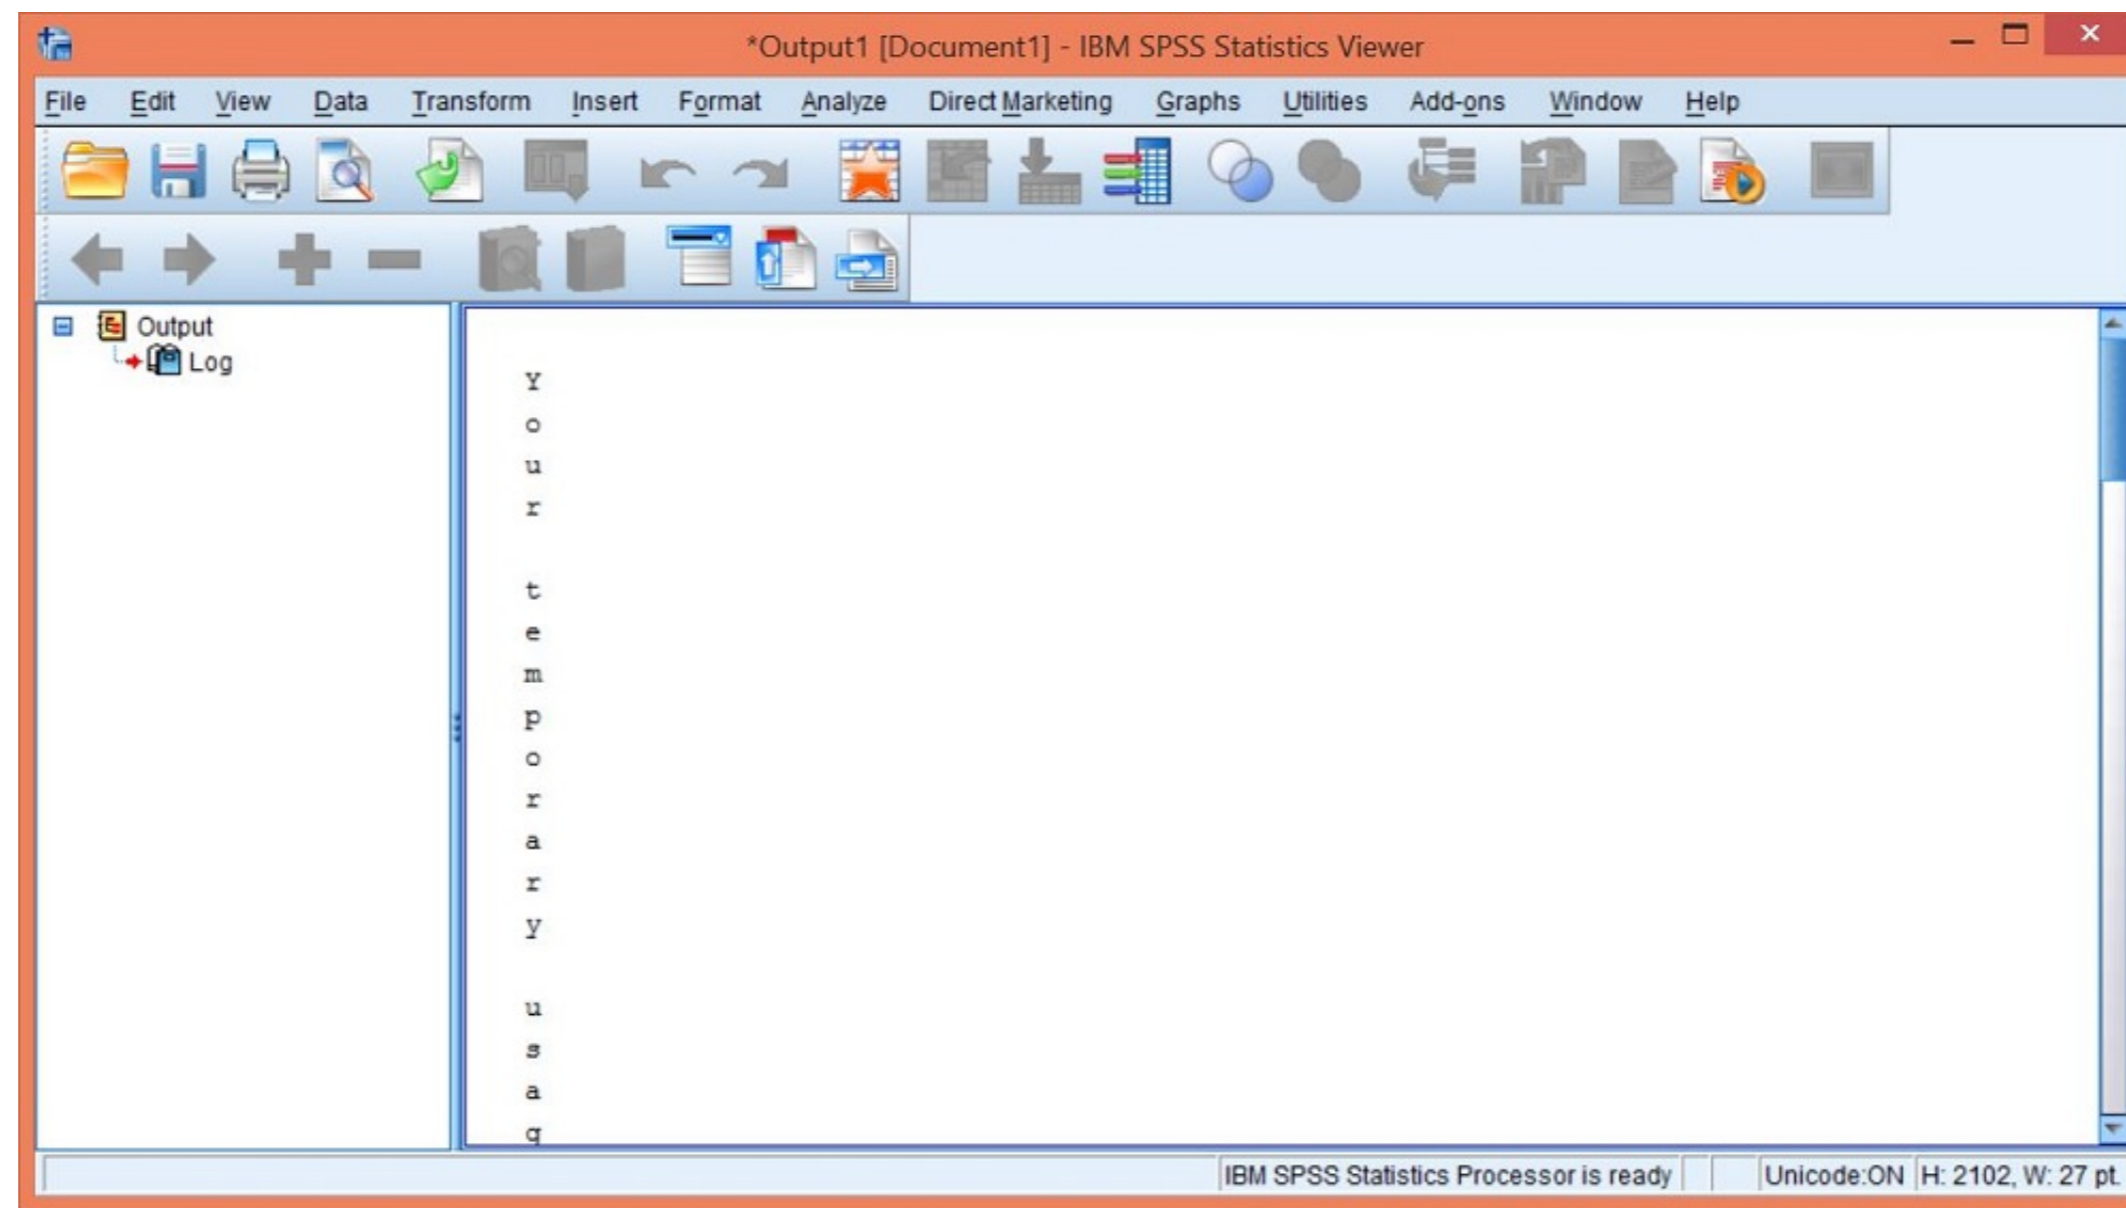 *Output1 [Document1] - IBM SPSS Statistics Viewer
File Edit View Data Transform Insert Format Analyze Direct Marketing Graphs Utilities Add-ons Window Help
Output
Log
Y
o
u
r
t
e
m
p
o
r
a
r
y
u
s
a
g
IBM SPSS Statistics Processor is ready Unicode:ON H: 2102, W: 27 pt.